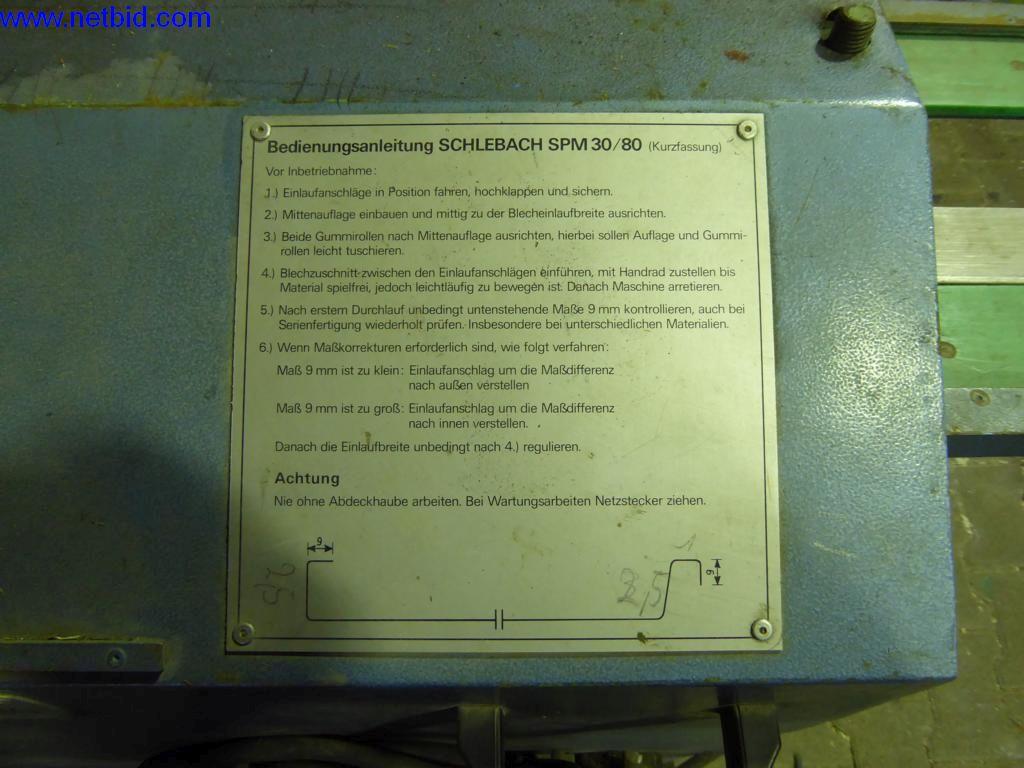 www.netbid.com
Bedienungsanleitung SCHLEBACH SPM 30/80 (Kurzfassung)
Vor Inbetriebnahme:
1.) Einlaufanschläge in Position fahren, hochklappen und sichern.
2.) Mittenauflage einbauen und mittig zu der Blecheinlaufbreite ausrichten.
3.) Beide Gummirollen nach Mittenauflage ausrichten, hierbei sollen Auflage und Gummi-
rollen leicht tuschieren.
4.) Blechzuschnitt zwischen den Einlaufanschlägen einführen, mit Handrad zustellen bis
Material spielfrei, jedoch leichtläufig zu bewegen ist. Danach Maschine arretieren.
5.) Nach erstem Durchlauf unbedingt untenstehende Maße 9 mm kontrollieren, auch bei
Serienfertigung wiederholt prüfen. Insbesondere bei unterschiedlichen Materialien.
6.) Wenn Maßkorrekturen erforderlich sind, wie folgt verfahren:
Maß 9 mm ist zu klein: Einlaufanschlag um die Maßdifferenz
nach außen verstellen
Maß 9 mm ist zu groß: Einlaufanschlag um die Maßdifferenz
nach innen verstellen.
Danach die Einlaufbreite unbedingt nach 4.) regulieren.
Achtung
Nie ohne Abdeckhaube arbeiten. Bei Wartungsarbeiten Netzstecker ziehen.
9
9